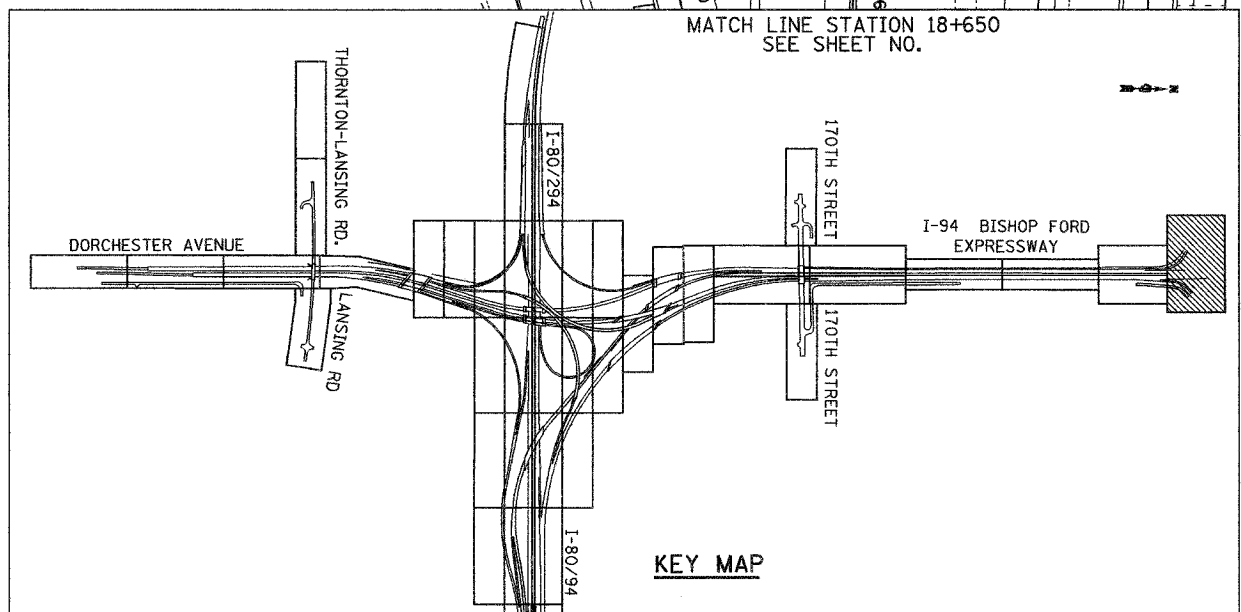 MATCH LINE STATION 18+650
SEE SHEET NO.
N
THORNTON-LANSING RD.
I-80/294
170TH STREET
DORCHESTER AVENUE
I-94 BISHOP FORD
EXPRESSWAY
LANSING RD
170TH STREET
I-80/94
KEY MAP